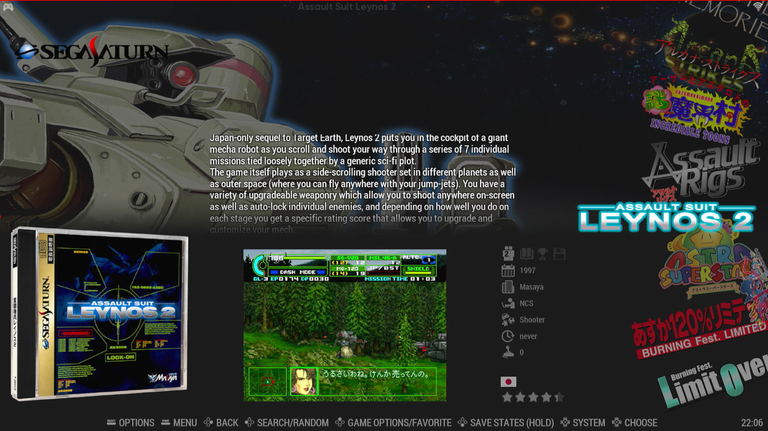 Assault Suit Leynos 2
SEGA SATURN
MEMORIES
Japan-only sequel to Target Earth, Leynos 2 puts you in the cockpit of a giant
mecha robot as you scroll and shoot your way through a series of 7 individual
missions tied loosely together by a generic sci-fi plot.
The game itself plays as a side-scrolling shooter set in different planets as well
as outer space (where you can fly anywhere with your jump-jets). You have a
variety of upgradeable weaponry which allow you to shoot anywhere on-screen
as well as auto-lock individual enemies, and depending on how well you do on
each stage you get a specific rating score that allows you to upgrade and
customize your mech.
魔界村
INCREDIBLE TOONS
Assault
Rigs
ASSAULT SUIT
LEYNOS 2
ASTRA
SUPERSTARS
あすか120%リミテ
BURNING Fest. LIMITED
Burning Fest.
Limit Over
SEGA SATURN
ASSAULT SUIT
LEYNOS 2
LOCK-ON
Masaya
DASH MODE
SHIELD
MISSION TIME 01:03
うるさいわね。けんか売ってんの。
2
1997
Masaya
NCS
Shooter
never
0
OPTIONS
MENU
BACK
SEARCH/RANDOM
GAME OPTIONS/FAVORITE
SAVE STATES (HOLD)
SYSTEM
CHOOSE
22:06